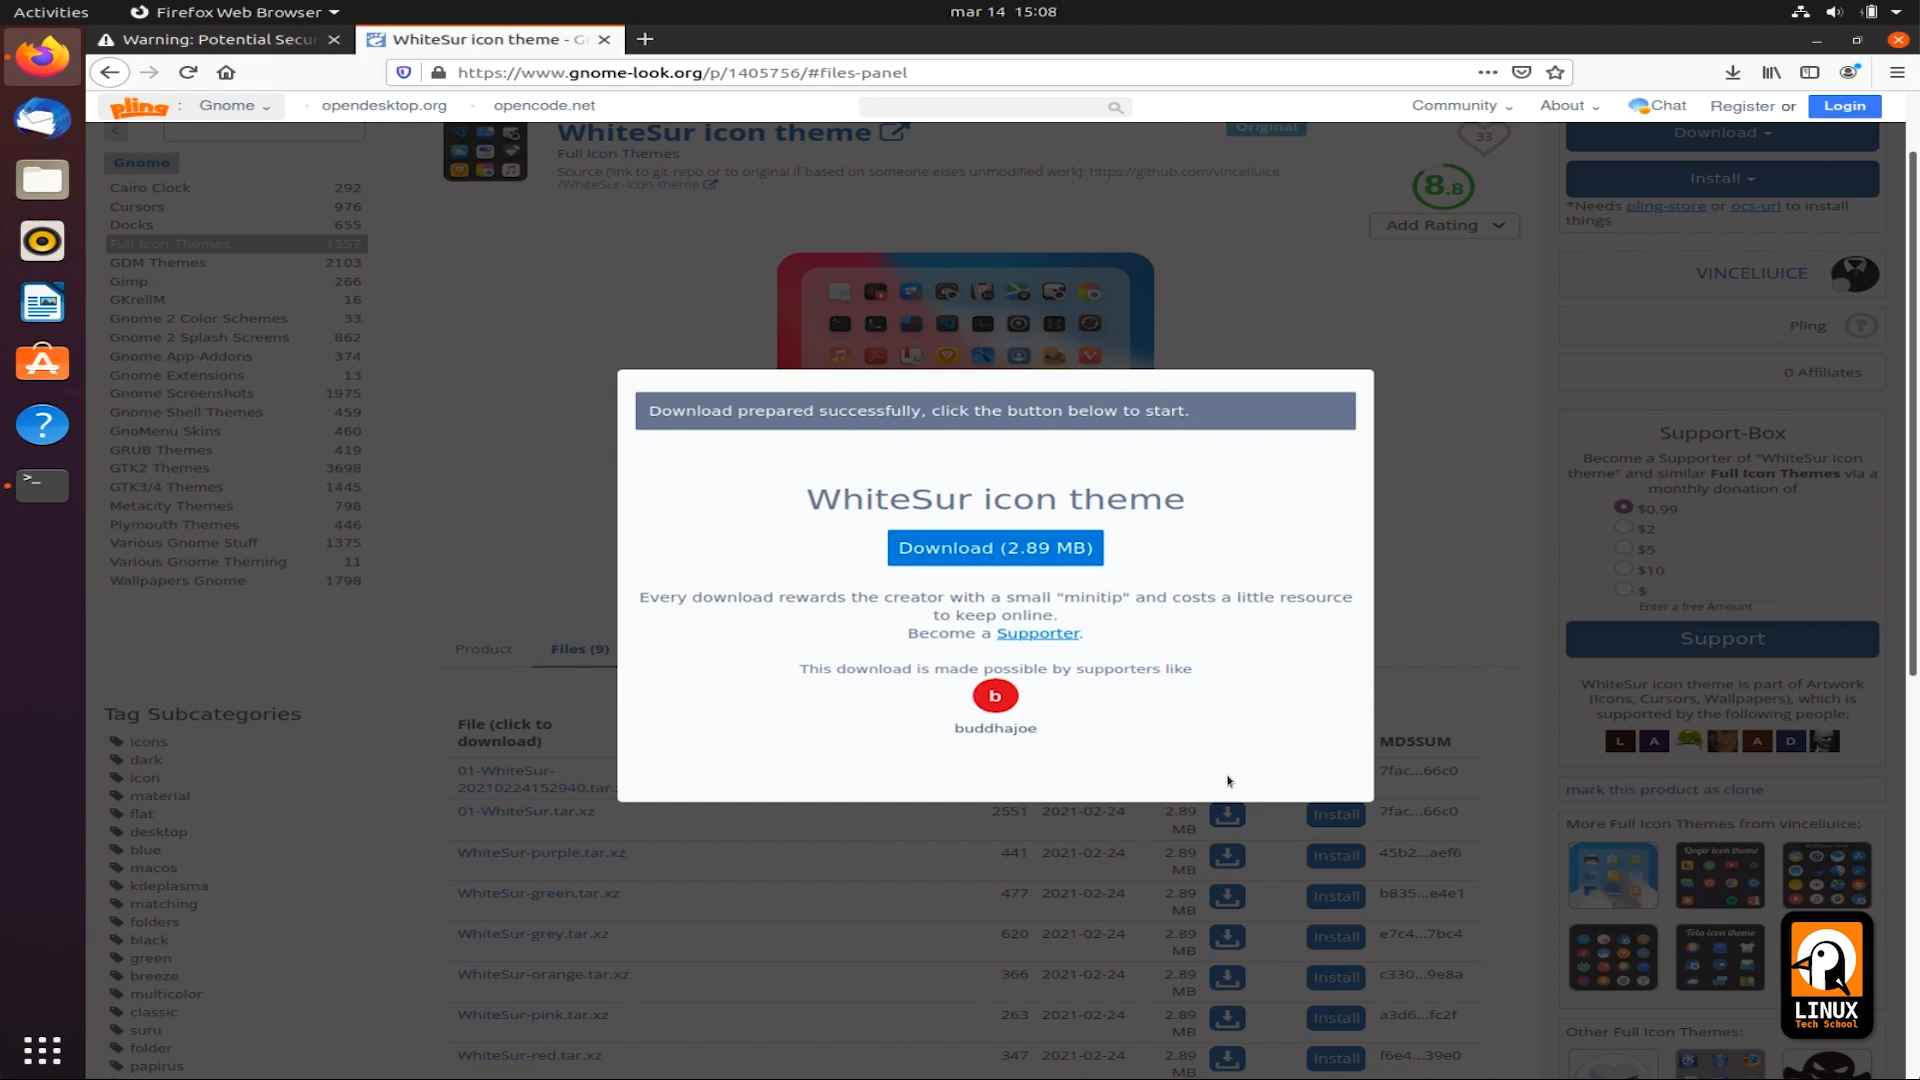 Activities
Firefox Web Browser
mar 14 15:08
Warning: Potential Secu
WhiteSur icon theme - G
https://www.gnome-look.org/p/1405756/#files-panel
pling : Gnome
opendesktop.org
opencode.net
Community
About
Chat
Register or
Login
WhiteSur icon theme
Full Icon Themes
Source (link to git-repo or to original if based on someone elses unmodified work): https://github.com/vinceliuice
/WhiteSur-icon-theme
Original
33
8.8
Add Rating
Download
Install
*Needs pling-store or ocs-url to install
things
Gnome
Cairo Clock 292
Cursors 976
Docks 655
Full Icon Themes 1557
GDM Themes 2103
Gimp 266
GKrellM 16
Gnome 2 Color Schemes 33
Gnome 2 Splash Screens 862
Gnome App-Addons 374
Gnome Extensions 13
Gnome Screenshots 1975
Gnome Shell Themes 459
GnoMenu Skins 460
GRUB Themes 419
GTK2 Themes 3698
GTK3/4 Themes 1445
Metacity Themes 798
Plymouth Themes 446
Various Gnome Stuff 1375
Various Gnome Theming 11
Wallpapers Gnome 1798
VINCELIUICE
Pling
0 Affiliates
Download prepared successfully, click the button below to start.
WhiteSur icon theme
Download (2.89 MB)
Every download rewards the creator with a small "minitip" and costs a little resource
to keep online.
Become a Supporter.
This download is made possible by supporters like
b
buddhajoe
Support-Box
Become a Supporter of "WhiteSur icon
theme" and similar Full Icon Themes via a
monthly donation of
$0.99
$2
$5
$10
$
Enter a free Amount
Support
WhiteSur icon theme is part of Artwork
(Icons, Cursors, Wallpapers), which is
supported by the following people:
L A A D
mark this product as clone
More Full Icon Themes from vinceliuice:
Qogir icon theme
Tela icon theme
Other Full Icon Themes:
Product
Files (9)
Tag Subcategories
icons
dark
icon
material
flat
desktop
blue
macos
kdeplasma
matching
folders
black
green
breeze
multicolor
classic
suru
folder
papirus
File (click to
download)
MD5SUM
01-WhiteSur-
20210224152940.tar.
7fac...66c0
01-WhiteSur.tar.xz 2551 2021-02-24 2.89 MB Install 7fac...66c0
WhiteSur-purple.tar.xz 441 2021-02-24 2.89 MB Install 45b2...aef6
WhiteSur-green.tar.xz 477 2021-02-24 2.89 MB Install b835...e4e1
WhiteSur-grey.tar.xz 620 2021-02-24 2.89 MB Install e7c4...7bc4
WhiteSur-orange.tar.xz 366 2021-02-24 2.89 MB Install c330...9e8a
WhiteSur-pink.tar.xz 263 2021-02-24 2.89 MB Install a3d6...fc2f
WhiteSur-red.tar.xz 347 2021-02-24 2.89 MB Install f6e4...39e0
LINUX
Tech School